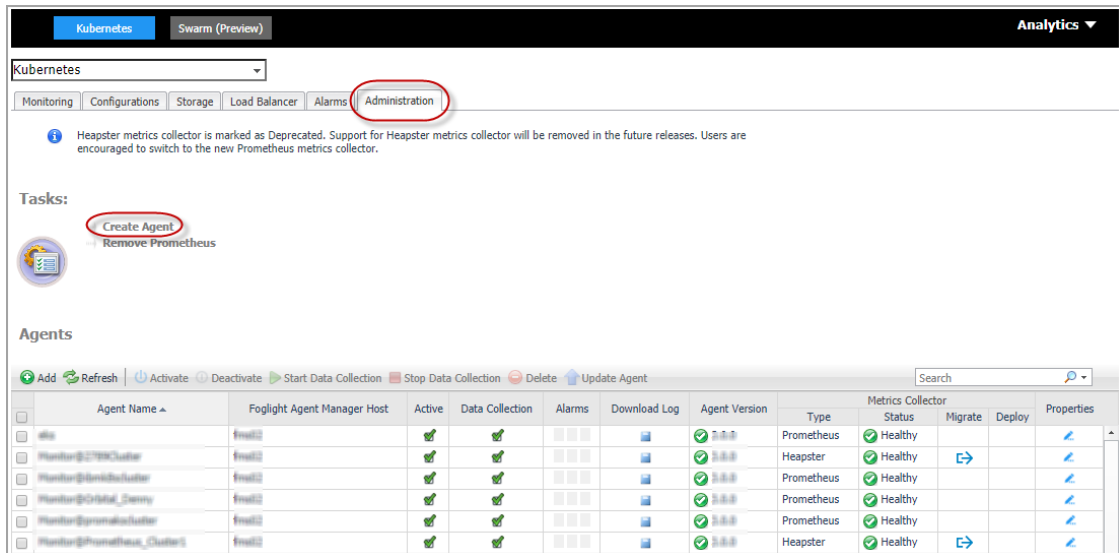 Kubernetes Swarm (Preview) Analytics
Kubernetes
Monitoring Configurations Storage Load Balancer Alarms Administration
Heapster metrics collector is marked as Deprecated. Support for Heapster metrics collector will be removed in the future releases. Users are
encouraged to switch to the new Prometheus metrics collector.
Tasks:
Create Agent
Remove Prometheus
Agents
Add Refresh Activate Deactivate Start Data Collection Stop Data Collection Delete Update Agent Search
Agent Name Foglight Agent Manager Host Active Data Collection Alarms Download Log Agent Version Metrics Collector Properties
Type Status Migrate Deploy
Prometheus Healthy
Heapster Healthy
Prometheus Healthy
Prometheus Healthy
Prometheus Healthy
Heapster Healthy